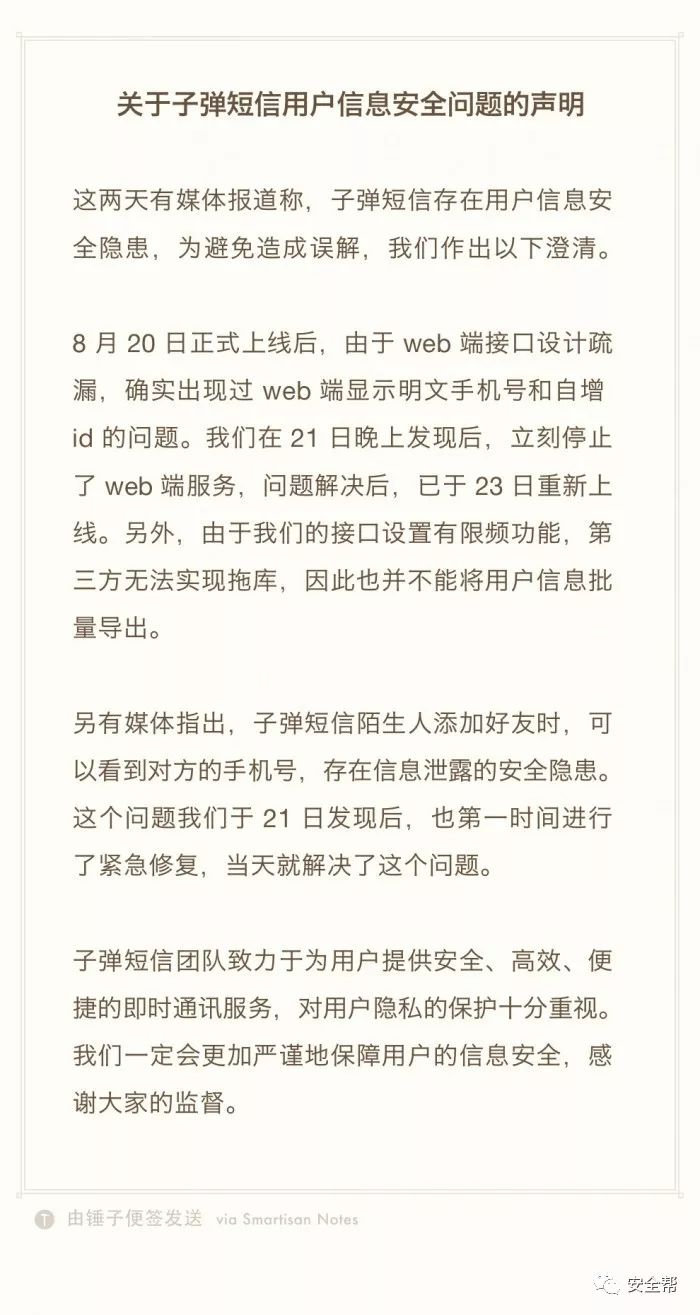 关于子弹短信用户信息安全问题的声明
这两天有媒体报道称，子弹短信存在用户信息安
全隐患，为避免造成误解，我们作出以下澄清。
8 月 20 日正式上线后，由于 web 端接口设计疏
漏，确实出现过 web 端显示明文手机号和自增
id 的问题。我们在 21 日晚上发现后，立刻停止
了 web 端服务，问题解决后，已于 23 日重新上
线。另外，由于我们的接口设置有限频功能，第
三方无法实现拖库，因此也并不能将用户信息批
量导出。
另有媒体指出，子弹短信陌生人添加好友时，可
以看到对方的手机号，存在信息泄露的安全隐患。
这个问题我们于 21 日发现后，也第一时间进行
了紧急修复，当天就解决了这个问题。
子弹短信团队致力于为用户提供安全、高效、便
捷的即时通讯服务，对用户隐私的保护十分重视。
我们一定会更加严谨地保障用户的信息安全，感
谢大家的监督。
T 由锤子便签发送 via Smartisan Notes
安全帮